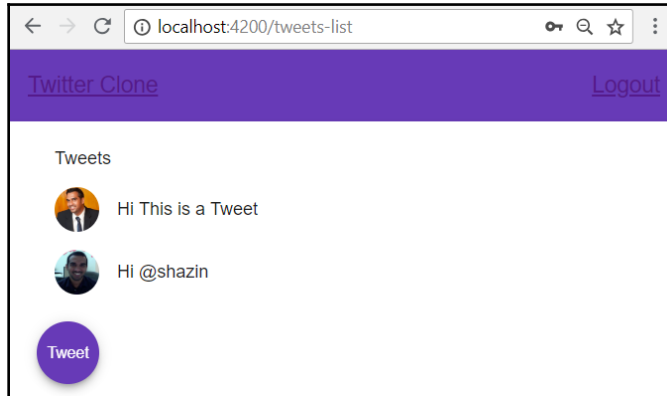 localhost:4200/tweets-list
Twitter Clone Logout
Tweets
Hi This is a Tweet
Hi @shazin
Tweet